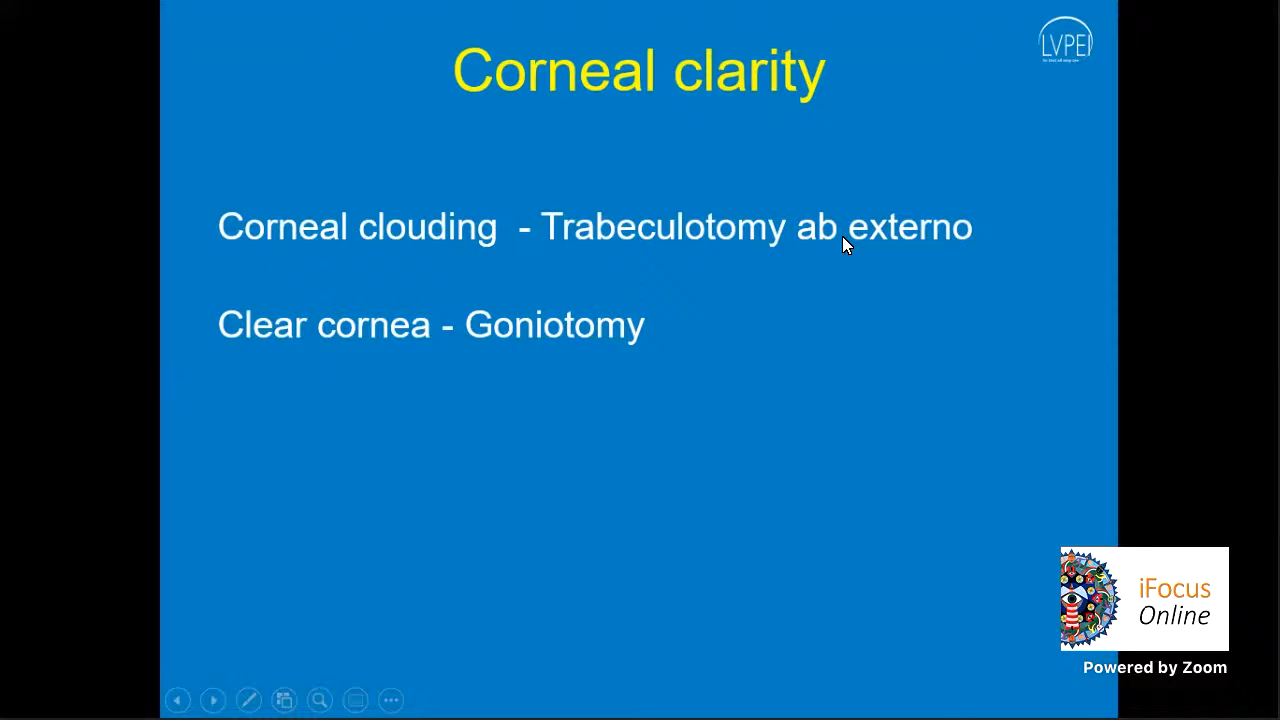 LVPEI
Corneal clarity
Corneal clouding - Trabeculotomy ab externo
Clear cornea - Goniotomy
iFocus
Online
Powered by Zoom